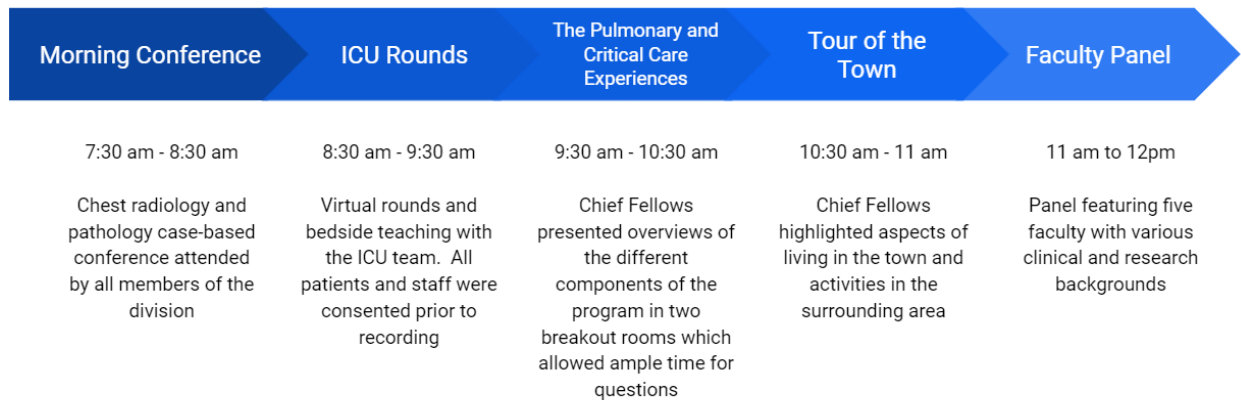 Morning Conference
ICU Rounds
The Pulmonary and
Critical Care
Experiences
Tour of the
Town
Faculty Panel
7:30 am - 8:30 am
Chest radiology and
pathology case-based
conference attended
by all members of the
division
8:30 am - 9:30 am
Virtual rounds and
bedside teaching with
the ICU team.  All
patients and staff were
consented prior to
recording
9:30 am - 10:30 am
Chief Fellows
presented overviews of
the different
components of the
program in two
breakout rooms which
allowed ample time for
questions
10:30 am - 11 am
Chief Fellows
highlighted aspects of
living in the town and
activities in the
surrounding area
11 am to 12pm
Panel featuring five
faculty with various
clinical and research
backgrounds